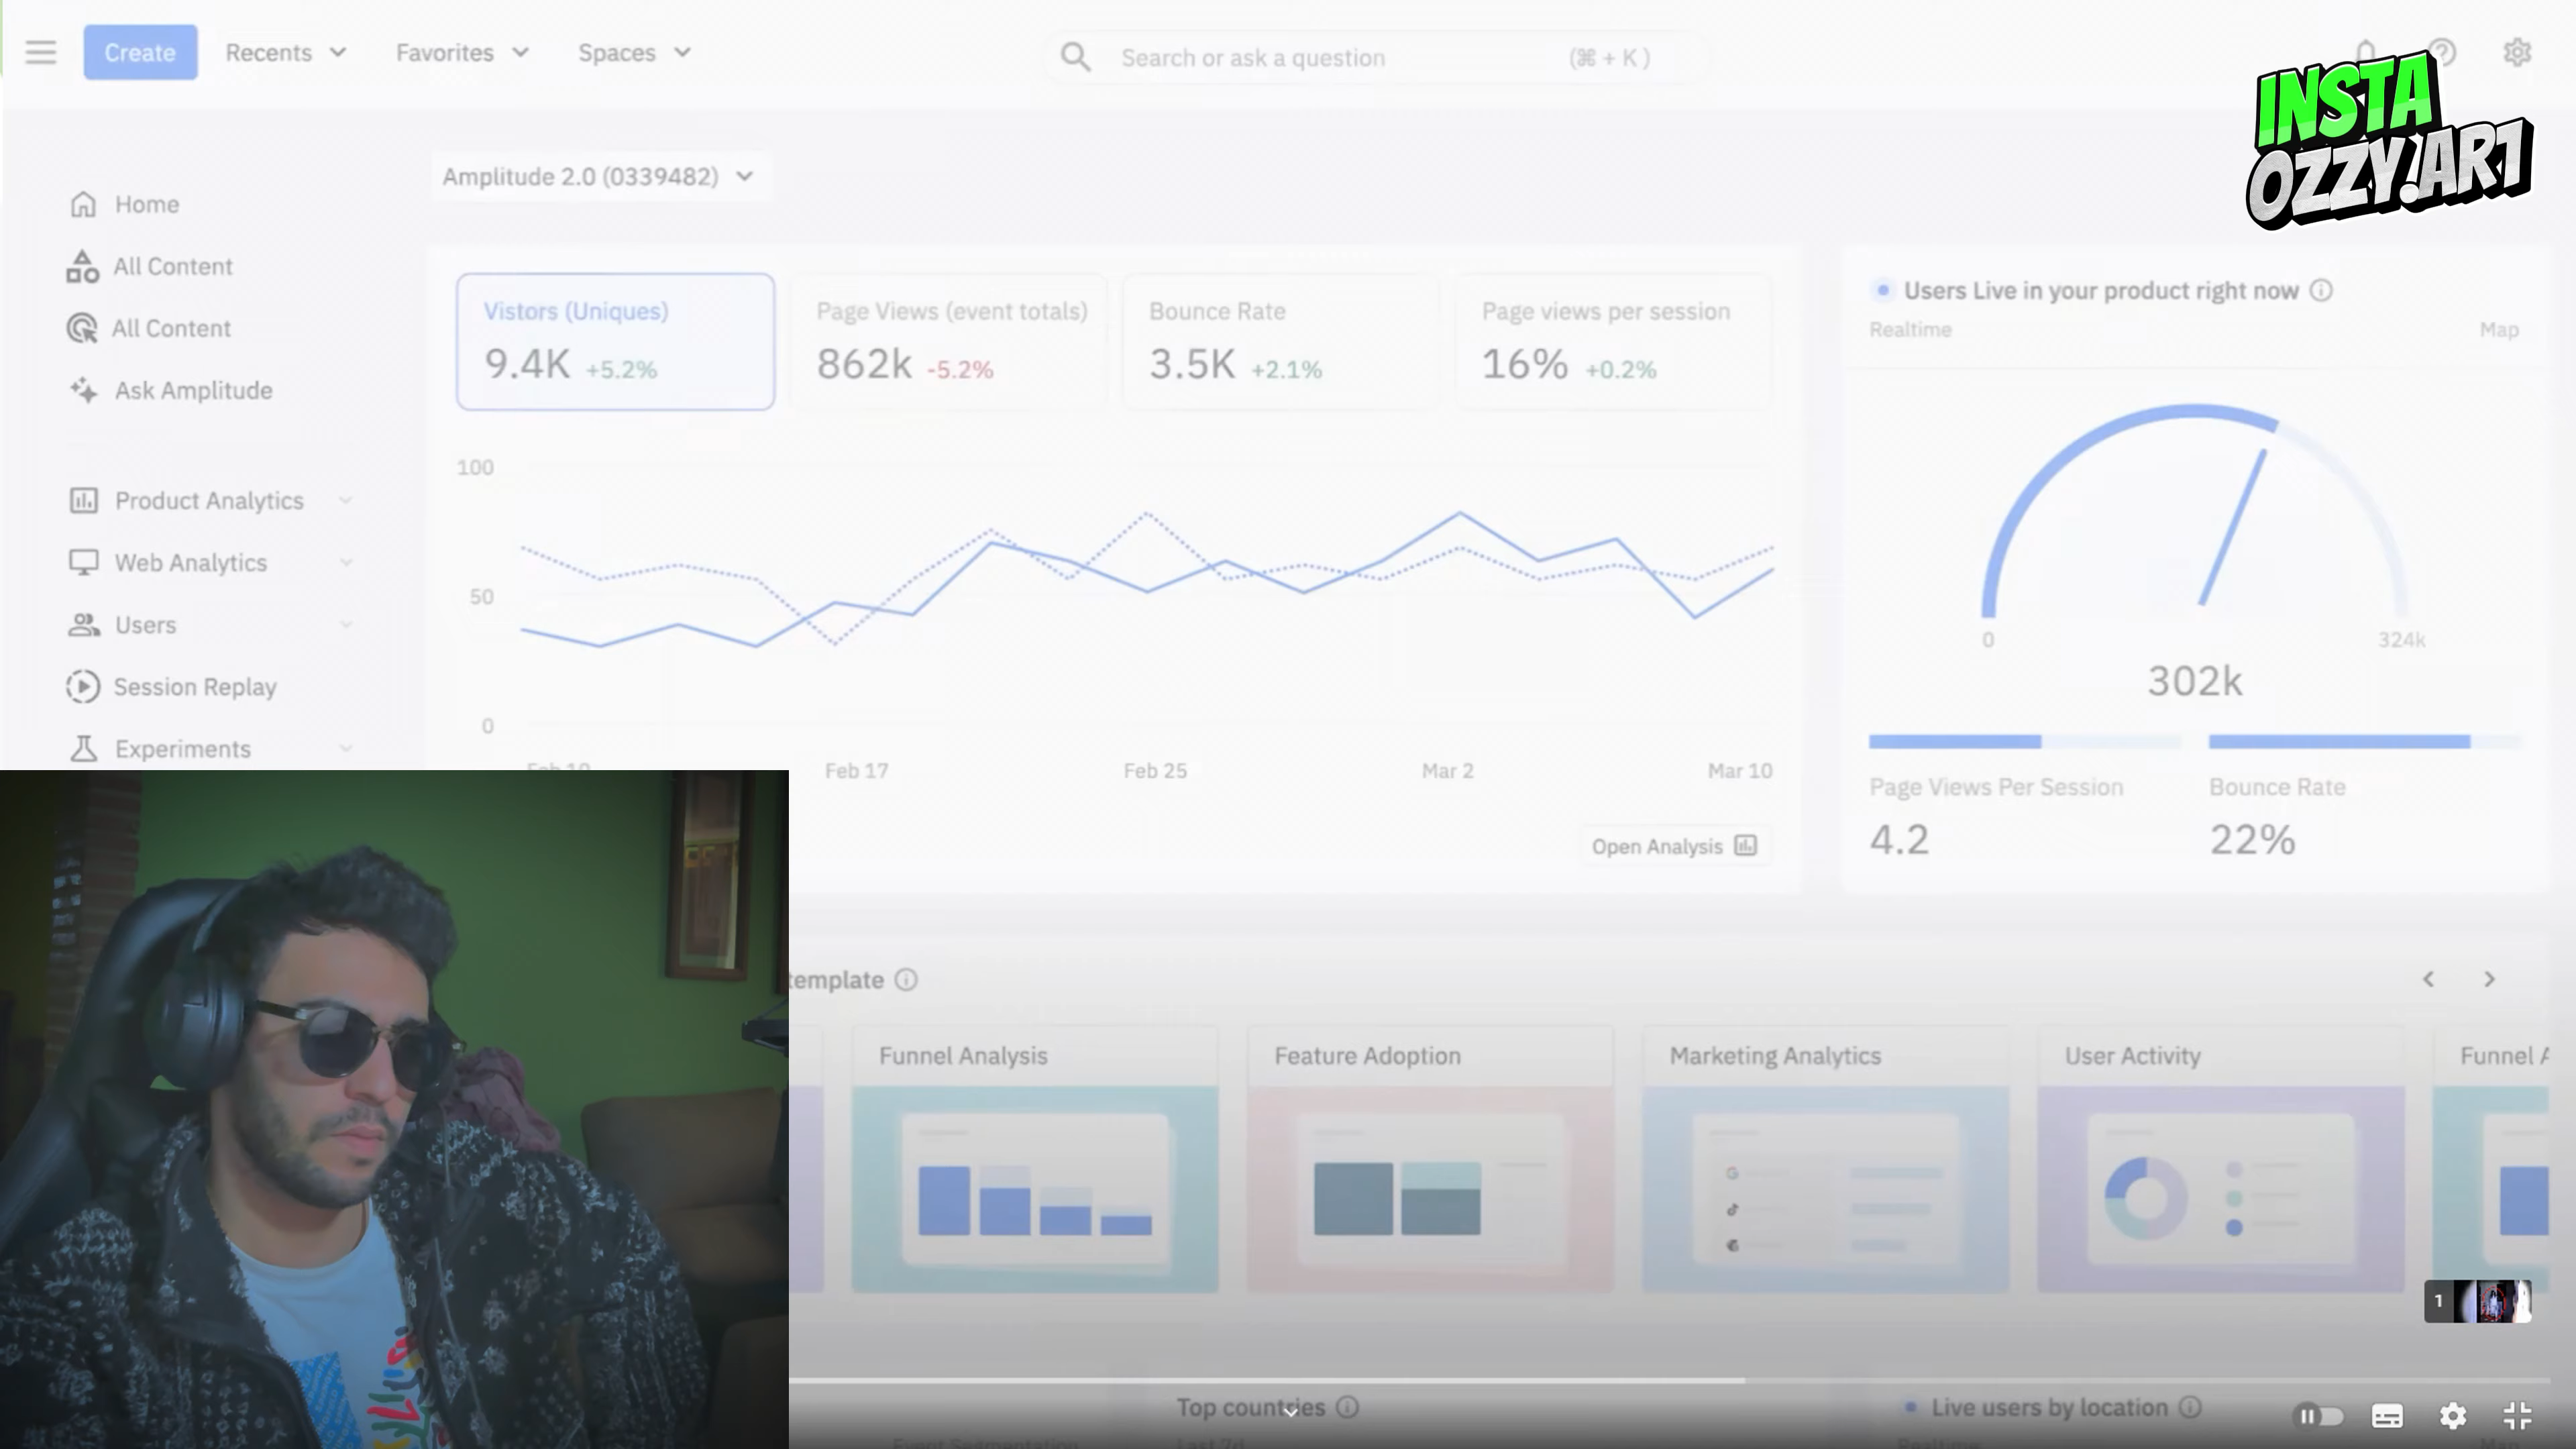 Create Recents Favorites Spaces Search or ask a question (⌘ + K )
INSTA
OZZY.ART
Amplitude 2.0 (0339482)
Home
All Content
All Content
Ask Amplitude
Product Analytics
Web Analytics
Users
Session Replay
Experiments
Vistors (Uniques)
9.4K +5.2%
Page Views (event totals)
862k -5.2%
Bounce Rate
3.5K +2.1%
Page views per session
16% +0.2%
100
50
0
Feb 17 Feb 25 Mar 2 Mar 10
Open Analysis
Users Live in your product right now
Realtime Map
0 324k
302k
Page Views Per Session
4.2
Bounce Rate
22%
template
Funnel Analysis
Feature Adoption
Marketing Analytics
User Activity
Funnel A
1
Top countries
Live users by location